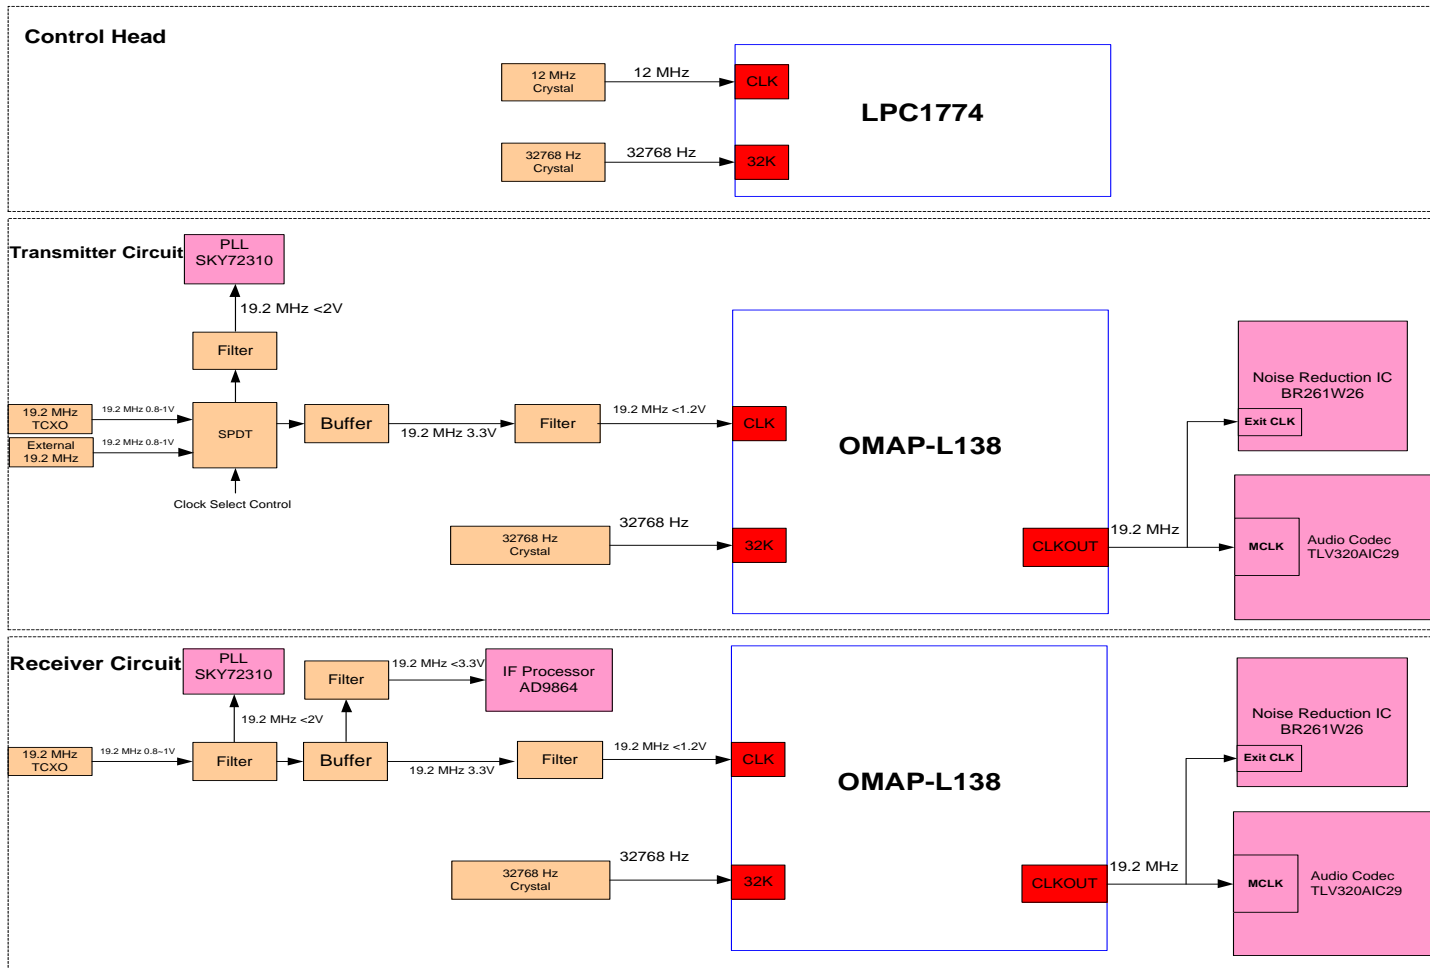 Control Head
12 MHz
Crystal
12 MHz
CLK
LPC1774
32768 Hz
Crystal
32768 Hz
32K
Transmitter Circuit
PLL
SKY72310
19.2 MHz <2V
Filter
19.2 MHz
TCXO
19.2 MHz 0.8-1V
External
19.2 MHz
19.2 MHz 0.8-1V
SPDT
Clock Select Control
Buffer
19.2 MHz 3.3V
Filter
19.2 MHz <1.2V
CLK
OMAP-L138
32768 Hz
Crystal
32768 Hz
32K
CLKOUT
19.2 MHz
Noise Reduction IC
BR261W26
Exit CLK
MCLK
Audio Codec
TLV320AIC29
Receiver Circuit
PLL
SKY72310
19.2 MHz <2V
Filter
19.2 MHz <3.3V
IF Processor
AD9864
19.2 MHz
TCXO
19.2 MHz 0.8~1V
Filter
Buffer
19.2 MHz 3.3V
Filter
19.2 MHz <1.2V
CLK
OMAP-L138
32768 Hz
Crystal
32768 Hz
32K
CLKOUT
19.2 MHz
Noise Reduction IC
BR261W26
Exit CLK
MCLK
Audio Codec
TLV320AIC29